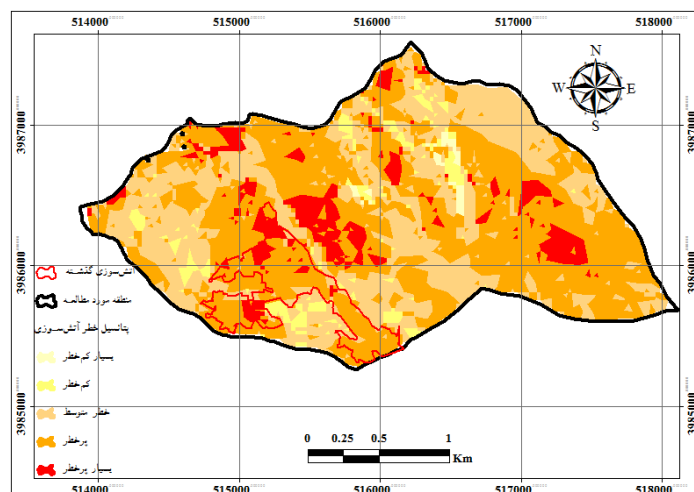 514000 515000 516000 517000 518000
N
W E
S
3987000 3987000
3986000 3986000
آتش‌سوزی گذشته
منطقه مورد مطالعه
پتانسیل خطر آتش‌سوزی
بسیار کم‌خطر
کم‌خطر
خطر متوسط
پرخطر
بسیار پرخطر
3985000 3985000
0 0.25 0.5 1
Km
514000 515000 516000 517000 518000